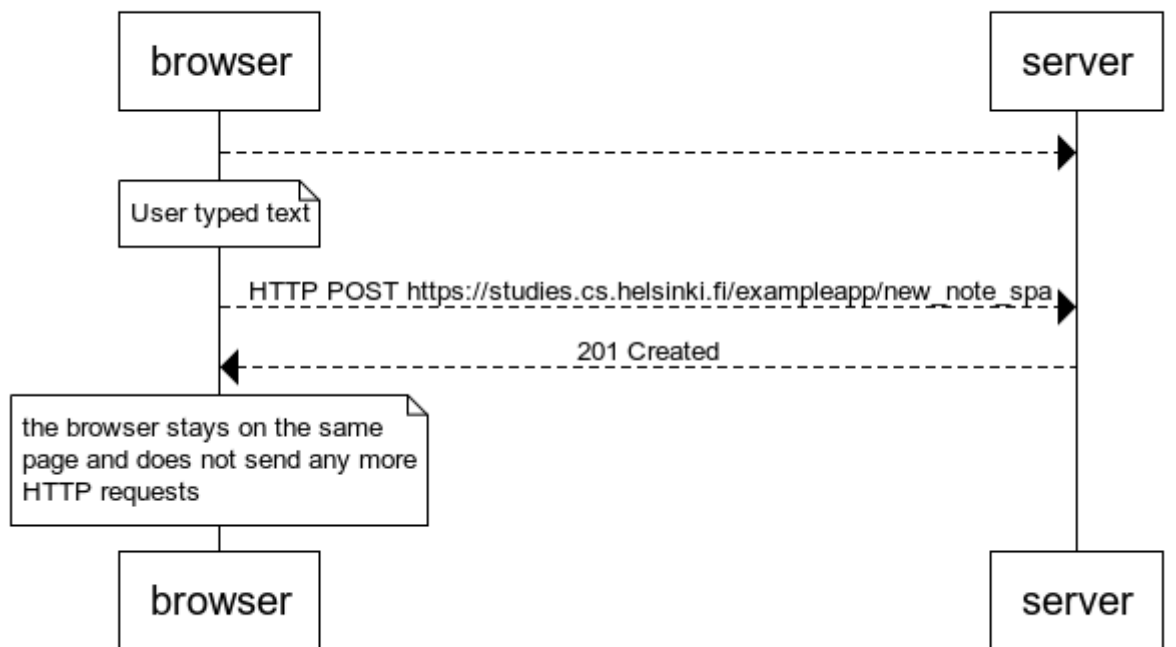 browser
server
User typed text
HTTP POST https://studies.cs.helsinki.fi/exampleapp/new_note_spa
201 Created
the browser stays on the same
page and does not send any more
HTTP requests
browser
server